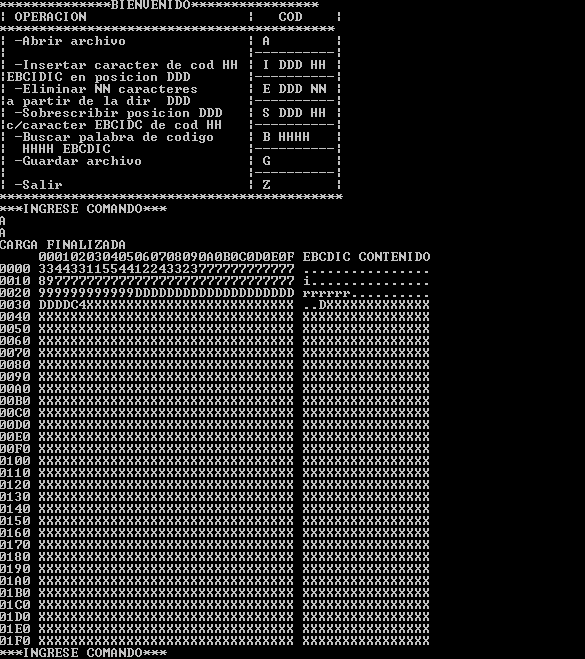 **************BIENVENIDO****************
¦ OPERACION                    ¦   COD    ¦
******************************************
¦ -Abrir archivo               ¦ A        ¦
¦                              ¦----------¦
¦ -Insertar caracter de cod HH ¦ I DDD HH ¦
¦EBCIDIC en posicion DDD       ¦----------¦
¦ -Eliminar NN caracteres      ¦ E DDD NN ¦
¦a partir de la dir  DDD       ¦----------¦
¦ -Sobrescribir posicion DDD   ¦ S DDD HH ¦
¦c/caracter EBCIDC de cod HH   ¦----------¦
¦ -Buscar palabra de codigo    ¦ B HHHH   ¦
¦  HHHH EBCDIC                 ¦----------¦
¦ -Guardar archivo             ¦ G        ¦
¦                              ¦----------¦
¦ -Salir                       ¦ Z        ¦
*******************************************
***INGRESE COMANDO***
A
A
CARGA FINALIZADA
     000102030405060708090A0B0C0D0E0F EBCDIC CONTENIDO
0000 33443311554412243323777777777777 ................
0010 89777777777777777777777777777777 i...............
0020 999999999999DDDDDDDDDDDDDDDDDDDD rrrrrr..........
0030 DDDDC4XXXXXXXXXXXXXXXXXXXXXXXXXX ..DXXXXXXXXXXXXX
0040 XXXXXXXXXXXXXXXXXXXXXXXXXXXXXXXX XXXXXXXXXXXXXXXX
0050 XXXXXXXXXXXXXXXXXXXXXXXXXXXXXXXX XXXXXXXXXXXXXXXX
0060 XXXXXXXXXXXXXXXXXXXXXXXXXXXXXXXX XXXXXXXXXXXXXXXX
0070 XXXXXXXXXXXXXXXXXXXXXXXXXXXXXXXX XXXXXXXXXXXXXXXX
0080 XXXXXXXXXXXXXXXXXXXXXXXXXXXXXXXX XXXXXXXXXXXXXXXX
0090 XXXXXXXXXXXXXXXXXXXXXXXXXXXXXXXX XXXXXXXXXXXXXXXX
00A0 XXXXXXXXXXXXXXXXXXXXXXXXXXXXXXXX XXXXXXXXXXXXXXXX
00B0 XXXXXXXXXXXXXXXXXXXXXXXXXXXXXXXX XXXXXXXXXXXXXXXX
00C0 XXXXXXXXXXXXXXXXXXXXXXXXXXXXXXXX XXXXXXXXXXXXXXXX
00D0 XXXXXXXXXXXXXXXXXXXXXXXXXXXXXXXX XXXXXXXXXXXXXXXX
00E0 XXXXXXXXXXXXXXXXXXXXXXXXXXXXXXXX XXXXXXXXXXXXXXXX
00F0 XXXXXXXXXXXXXXXXXXXXXXXXXXXXXXXX XXXXXXXXXXXXXXXX
0100 XXXXXXXXXXXXXXXXXXXXXXXXXXXXXXXX XXXXXXXXXXXXXXXX
0110 XXXXXXXXXXXXXXXXXXXXXXXXXXXXXXXX XXXXXXXXXXXXXXXX
0120 XXXXXXXXXXXXXXXXXXXXXXXXXXXXXXXX XXXXXXXXXXXXXXXX
0130 XXXXXXXXXXXXXXXXXXXXXXXXXXXXXXXX XXXXXXXXXXXXXXXX
0140 XXXXXXXXXXXXXXXXXXXXXXXXXXXXXXXX XXXXXXXXXXXXXXXX
0150 XXXXXXXXXXXXXXXXXXXXXXXXXXXXXXXX XXXXXXXXXXXXXXXX
0160 XXXXXXXXXXXXXXXXXXXXXXXXXXXXXXXX XXXXXXXXXXXXXXXX
0170 XXXXXXXXXXXXXXXXXXXXXXXXXXXXXXXX XXXXXXXXXXXXXXXX
0180 XXXXXXXXXXXXXXXXXXXXXXXXXXXXXXXX XXXXXXXXXXXXXXXX
0190 XXXXXXXXXXXXXXXXXXXXXXXXXXXXXXXX XXXXXXXXXXXXXXXX
01A0 XXXXXXXXXXXXXXXXXXXXXXXXXXXXXXXX XXXXXXXXXXXXXXXX
01B0 XXXXXXXXXXXXXXXXXXXXXXXXXXXXXXXX XXXXXXXXXXXXXXXX
01C0 XXXXXXXXXXXXXXXXXXXXXXXXXXXXXXXX XXXXXXXXXXXXXXXX
01D0 XXXXXXXXXXXXXXXXXXXXXXXXXXXXXXXX XXXXXXXXXXXXXXXX
01E0 XXXXXXXXXXXXXXXXXXXXXXXXXXXXXXXX XXXXXXXXXXXXXXXX
01F0 XXXXXXXXXXXXXXXXXXXXXXXXXXXXXXXX XXXXXXXXXXXXXXXX
***INGRESE COMANDO***